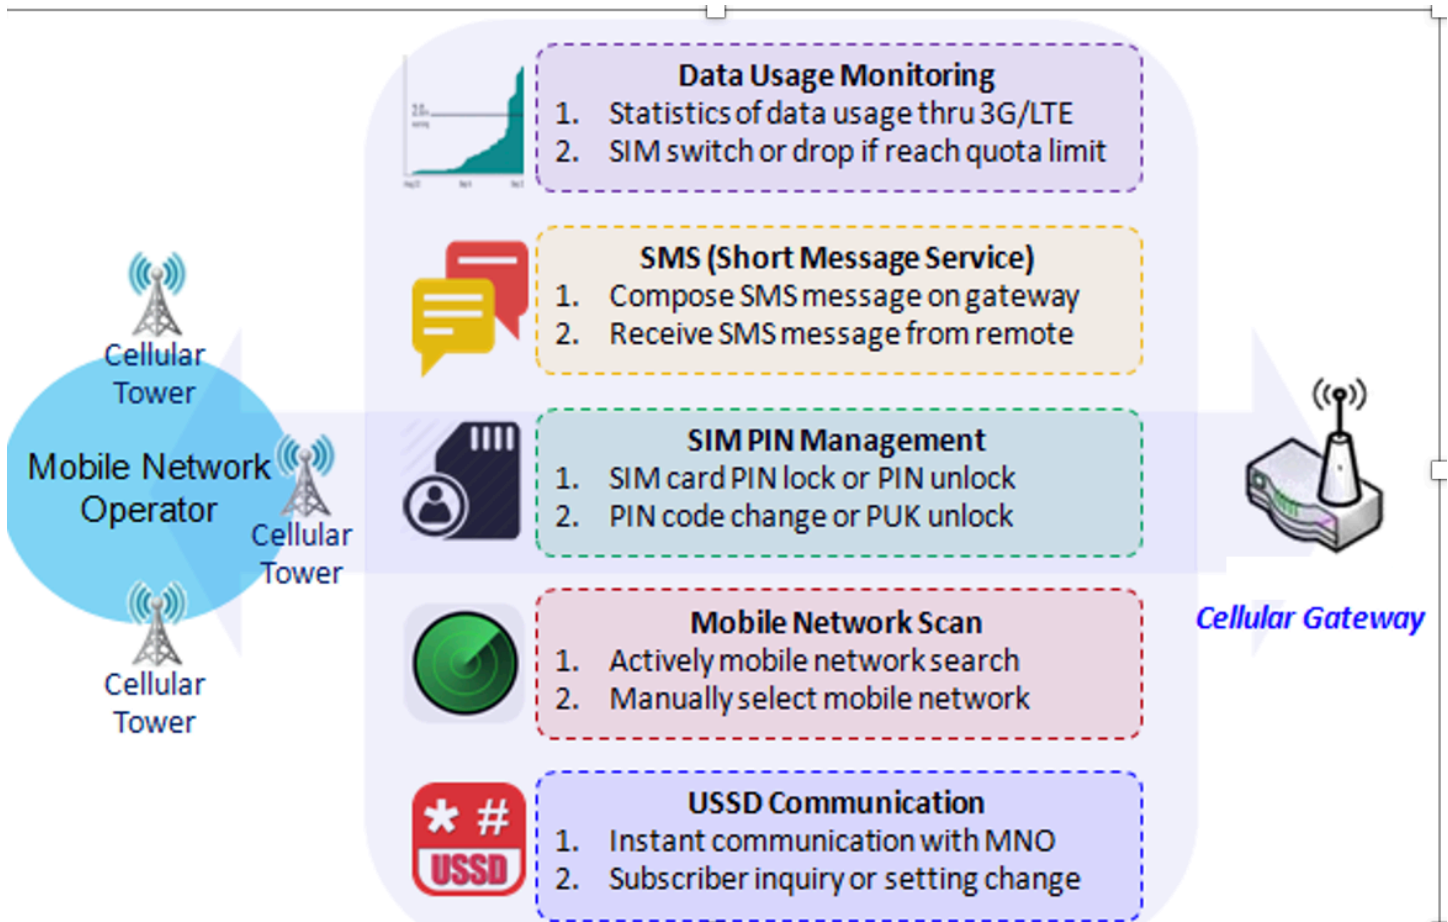 Data Usage Monitoring
1. Statistics of data usage thru 3G/LTE
2. SIM switch or drop if reach quota limit
SMS (Short Message Service)
1. Compose SMS message on gateway
2. Receive SMS message from remote
Cellular
Tower
Mobile Network
Operator
Cellular
Tower
Cellular
Tower
SIM PIN Management
1. SIM card PIN lock or PIN unlock
2. PIN code change or PUK unlock
Cellular Gateway
Mobile Network Scan
1. Actively mobile network search
2. Manually select mobile network
* #
USSD
USSD Communication
1. Instant communication with MNO
2. Subscriber inquiry or setting change